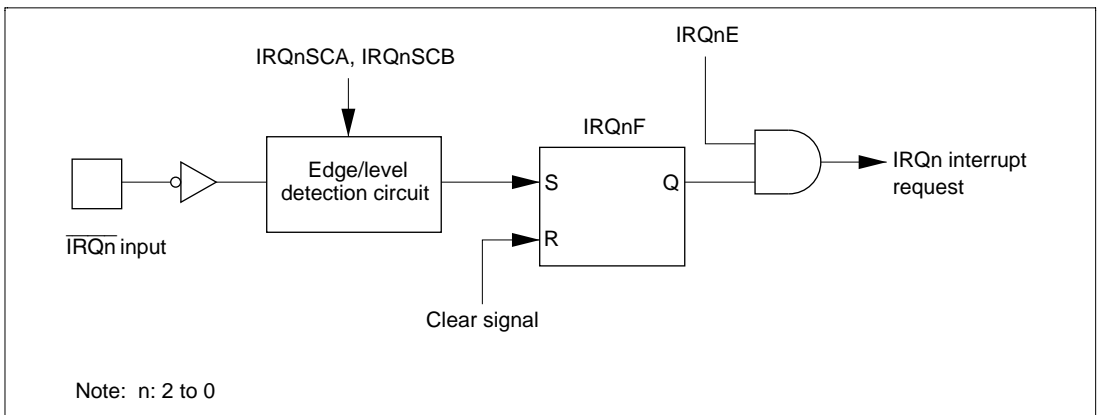 IRQnE
IRQnSCA, IRQnSCB
IRQnF
Edge/level
detection circuit
S
Q
R
IRQn interrupt
request
IRQn input
Clear signal
Note: n: 2 to 0